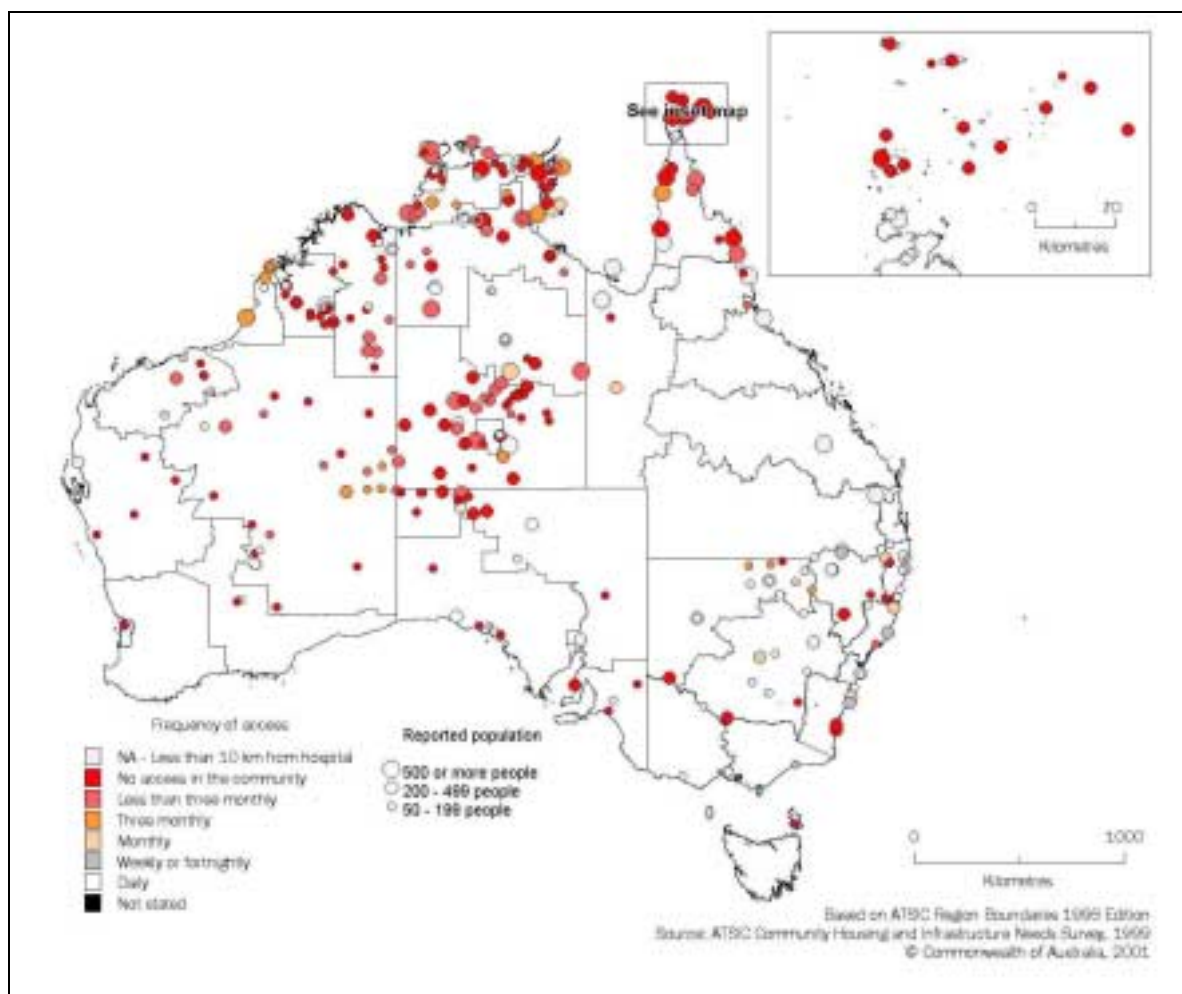 See inset map
Kilometres
Frequency of access
NA - Less than 10 km from hospital
No access in the community
Less than three monthly
Three monthly
Monthly
Weekly or fortnightly
Daily
Not stated
Reported population
500 or more people
200 - 499 people
50 - 199 people
0 1000
Kilometres
Based on ATSIC Region Boundaries 1996 Edition
Source: ATSIC Community Housing and Infrastructure Needs Survey, 1999
© Commonwealth of Australia, 2001